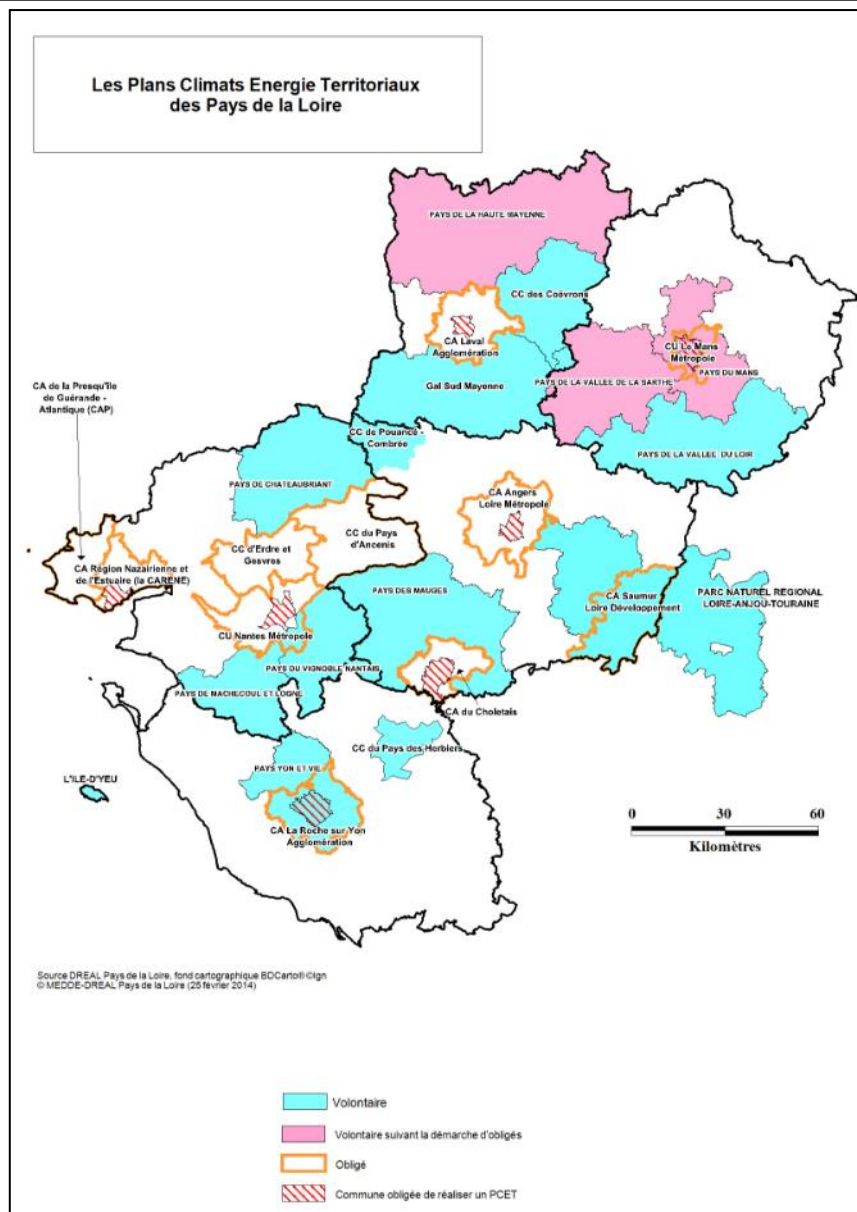 Les Plans Climats Energie Territoriaux
des Pays de la Loire
PAYS DE LA HAUTE MAYENNE
CC des Coëvrons
CA Laval
Agglomération
CU Le Mans
Métropole
PAYS DU MANS
PAYS DE LA VALLÉE DE LA SARTHE
Gal Sud Mayenne
CA de la Presqu'île
de Guérande -
Atlantique (CAP)
CC de Pouancé -
Combrée
PAYS DE LA VALLÉE DU LOIR
PAYS DE CHATEAUBRIANT
CA Angers
Loire Métropole
CC du Pays
d'Ancenis
CC d'Erdre et
Gesvres
CA Région Nazairienne et
de l'Estuaire (la CARENE)
PAYS DES MAUGES
CA Saumur
Loire Développement
PARC NATUREL REGIONAL
LOIRE-ANJOU-TOURAINE
CU Nantes Métropole
PAYS DU VIGNOBLE NANTAIS
PAYS DE MACHECOUL ET LOGNE
CA du Choletais
CC du Pays des Herbiers
PAYS YON ET VIE
L'ILE-D'YEU
CA La Roche sur Yon
Agglomération
0 30 60
Kilomètres
Source DREAL Pays de la Loire, fond cartographique BDCarto® ©Ign
© MEDDE-DREAL Pays de la Loire (25 février 2014)
Volontaire
Volontaire suivant la démarche d'obligés
Obligé
Commune obligée de réaliser un PCET